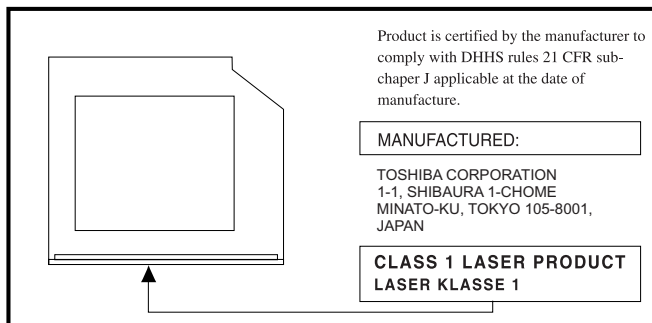 Product is certified by the manufacturer to
comply with DHHS rules 21 CFR sub-
chaper J applicable at the date of
manufacture.
MANUFACTURED:
TOSHIBA CORPORATION
1-1, SHIBAURA 1-CHOME
MINATO-KU, TOKYO 105-8001,
JAPAN
CLASS 1 LASER PRODUCT
LASER KLASSE 1